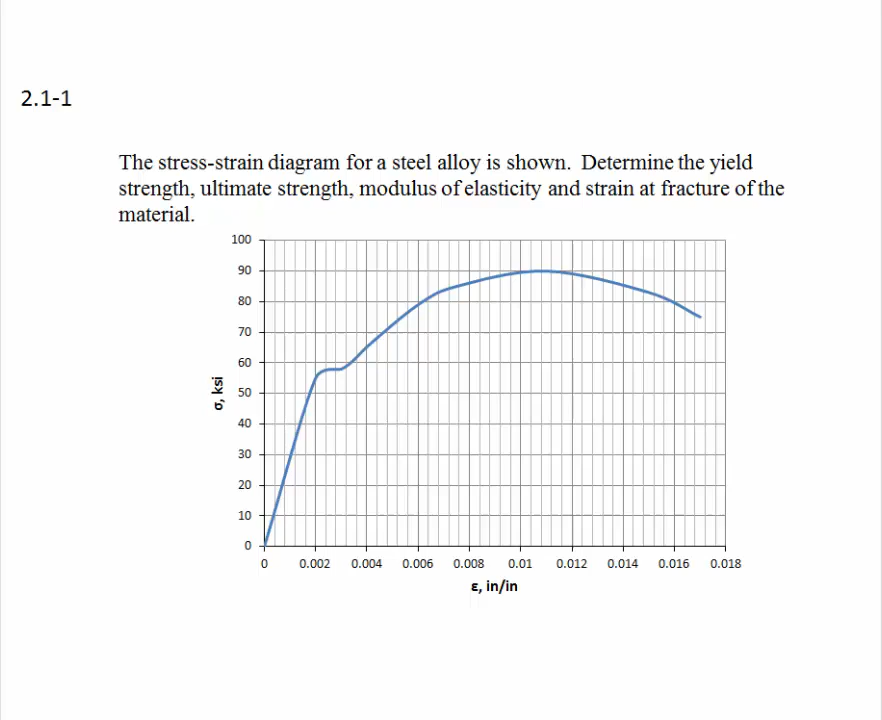 2.1-1
The stress-strain diagram for a steel alloy is shown. Determine the yield
strength, ultimate strength, modulus of elasticity and strain at fracture of the
material.
100
90
80
70
60
50
40
30
20
10
0
σ, ksi
0 0.002 0.004 0.006 0.008 0.01 0.012 0.014 0.016 0.018
ε, in/in